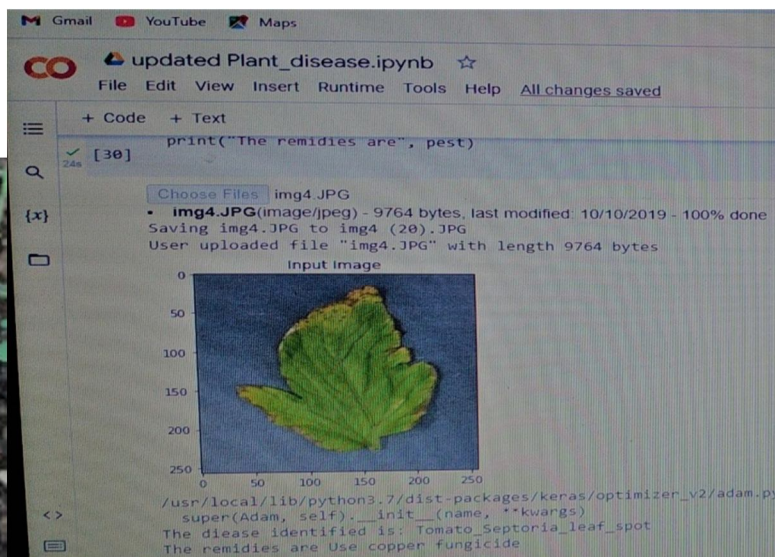 Gmail YouTube Maps
updated Plant_disease.ipynb
File Edit View Insert Runtime Tools Help All changes saved
+ Code + Text
print("The remidies are", pest)
24s [30]
Choose Files img4.JPG
• img4.JPG(image/jpeg) - 9764 bytes, last modified: 10/10/2019 - 100% done
Saving img4.JPG to img4 (20).JPG
User uploaded file "img4.JPG" with length 9764 bytes
Input Image
0
50
100
150
200
250
0 50 100 150 200 250
/usr/local/lib/python3.7/dist-packages/keras/optimizer_v2/adam.py
super(Adam, self).__init__(name, **kwargs)
The diease identified is: Tomato_Septoria_leaf_spot
The remidies are Use copper fungicide